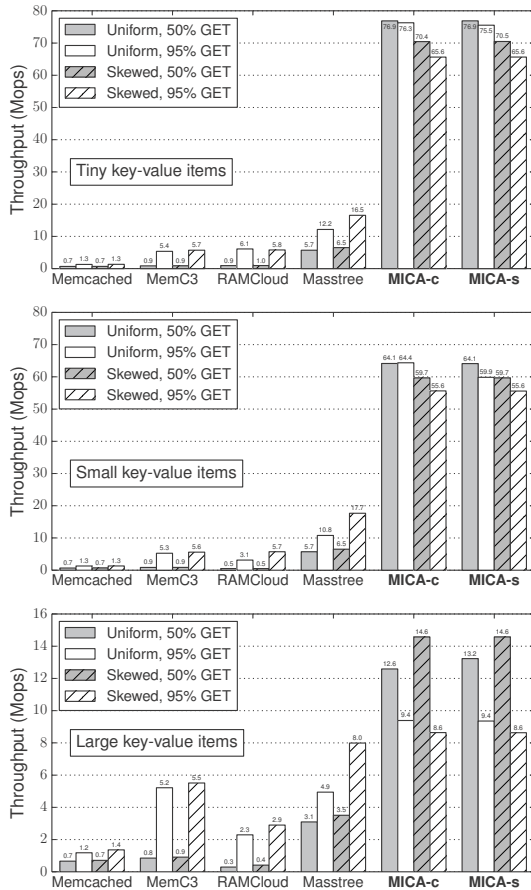 80
70
60
50
40
30
20
10
0
Throughput (Mops)
Uniform, 50% GET
Uniform, 95% GET
Skewed, 50% GET
Skewed, 95% GET
Tiny key-value items
0.7 1.3 0.7 1.3
0.9 5.4 0.9 5.7
0.9 6.1 1.0 5.8
5.7 12.2 6.5 16.5
76.9 76.3 70.4 65.6
76.9 75.5 70.5 65.6
Memcached MemC3 RAMCloud Masstree MICA-c MICA-s
80
70
60
50
40
30
20
10
0
Throughput (Mops)
Uniform, 50% GET
Uniform, 95% GET
Skewed, 50% GET
Skewed, 95% GET
Small key-value items
0.7 1.3 0.7 1.3
0.9 5.3 0.9 5.6
0.5 3.1 0.5 5.7
5.7 10.8 6.5 17.7
64.1 64.4 59.7 55.6
64.1 59.9 59.7 55.6
Memcached MemC3 RAMCloud Masstree MICA-c MICA-s
16
14
12
10
8
6
4
2
0
Throughput (Mops)
Uniform, 50% GET
Uniform, 95% GET
Skewed, 50% GET
Skewed, 95% GET
Large key-value items
0.7 1.2 0.7 1.4
0.8 5.2 0.9 5.5
0.3 2.3 0.4 2.9
3.1 4.9 3.5 8.0
12.6 9.4 14.6 8.6
13.2 9.4 14.6 8.6
Memcached MemC3 RAMCloud Masstree MICA-c MICA-s